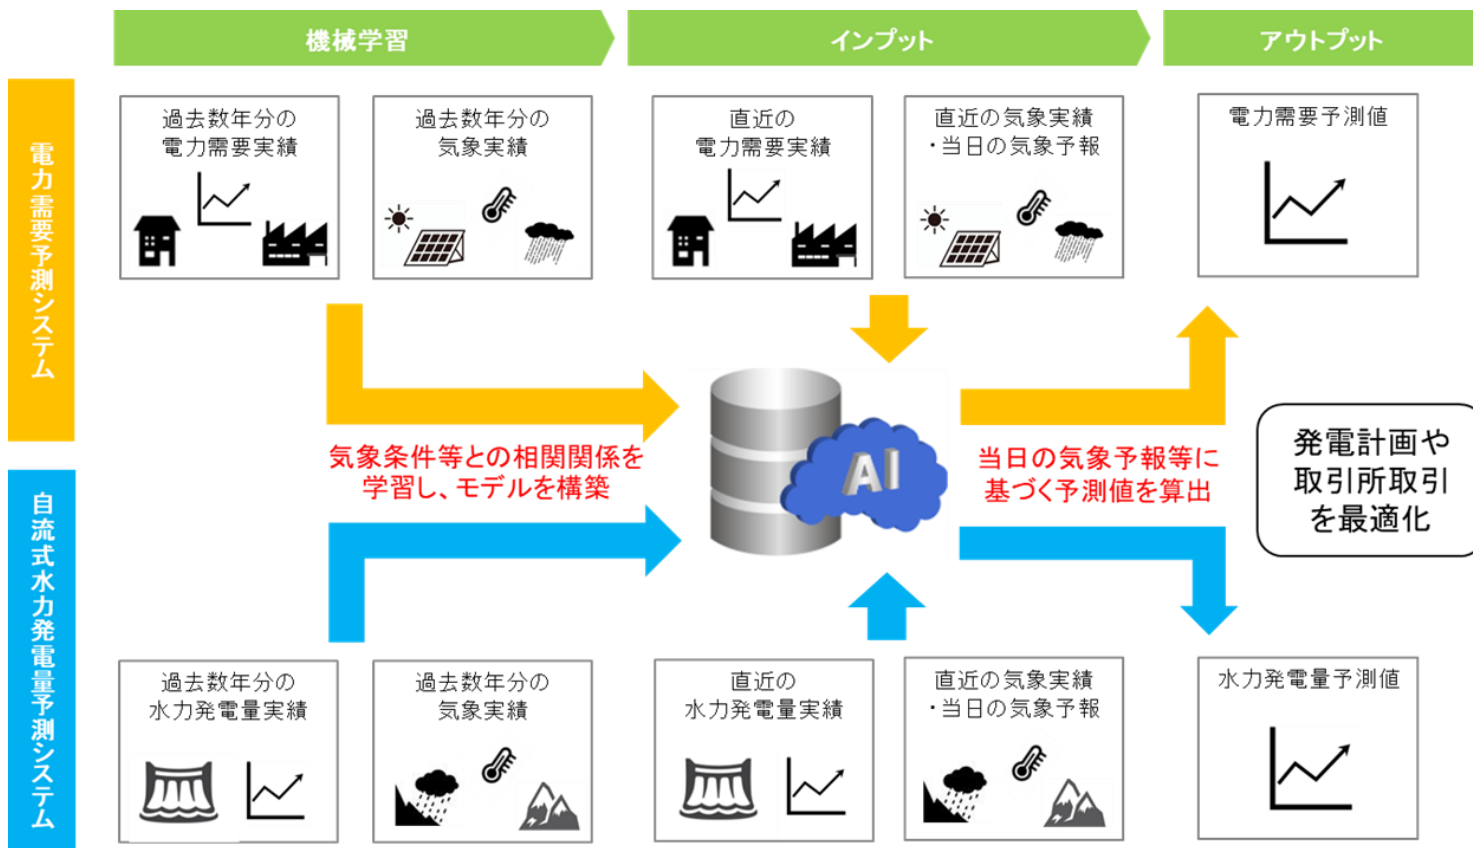 機械学習
インプット
アウトプット
電力需要予測システム
過去数年分の
電力需要実績
過去数年分の
気象実績
直近の
電力需要実績
直近の気象実績
・当日の気象予報
電力需要予測値
気象条件等との相関関係を
学習し、モデルを構築
AI
当日の気象予報等に
基づく予測値を算出
発電計画や
取引所取引
を最適化
自流式水力発電量予測システム
過去数年分の
水力発電量実績
過去数年分の
気象実績
直近の
水力発電量実績
直近の気象実績
・当日の気象予報
水力発電量予測値